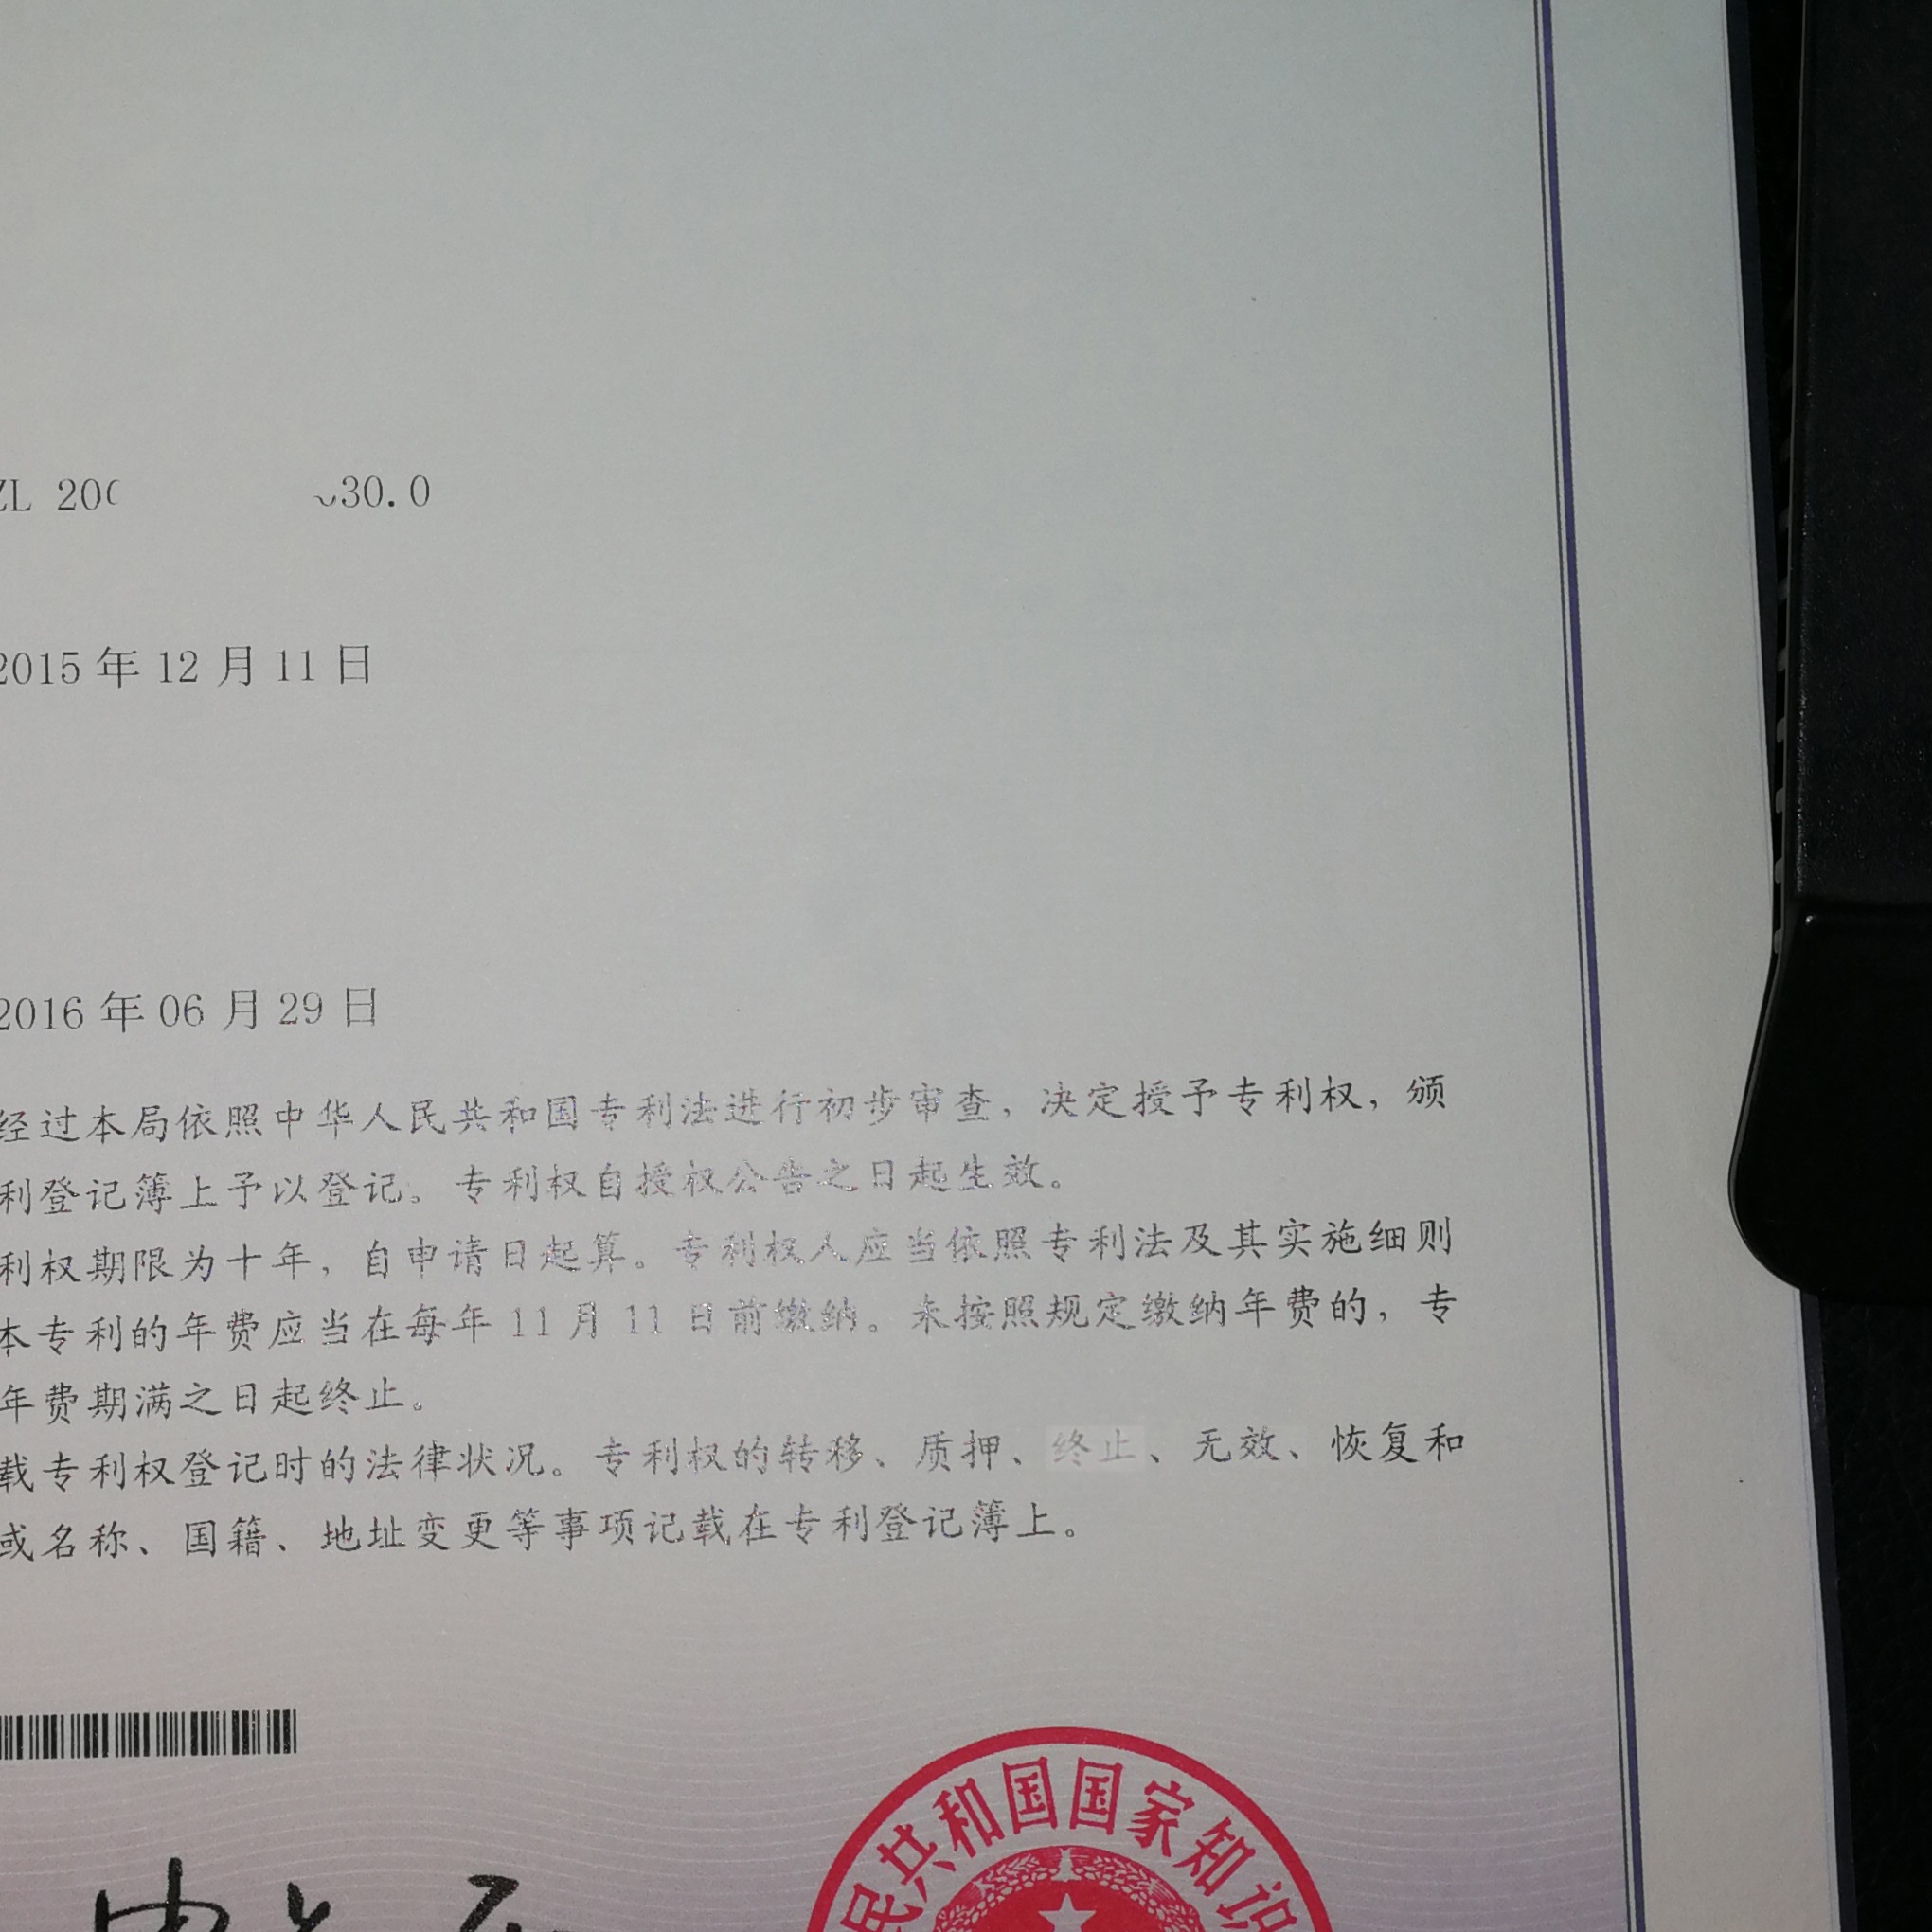 ZL 200 30.0
2015 年 12 月 11 日
2016 年 06 月 29 日
经过本局依照中华人民共和国专利法进行初步审查，决定授予专利权，颁
利登记簿上予以登记。专利权自授权公告之日起生效。
利权期限为十年，自申请日起算。专利权人应当依照专利法及其实施细则
本专利的年费应当在每年 11 月 11 日前缴纳。未按照规定缴纳年费的，专
年费期满之日起终止。
载专利权登记时的法律状况。专利权的转移、质押、终止、无效、恢复和
或名称、国籍、地址变更等事项记载在专利登记簿上。
民共和国国家知识